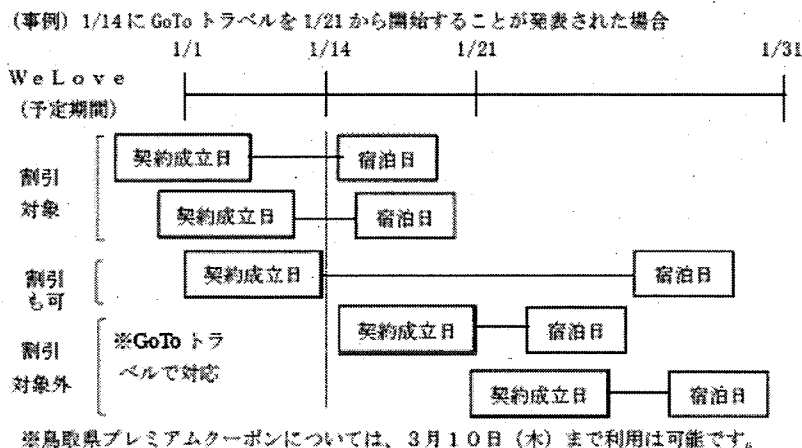 (事例) 1/14にGoToトラベルを1/21から開始することが発表された場合
1/1 1/14 1/21 1/31
WeLove
(予定期間)
割引
対象
契約成立日 宿泊日
契約成立日 宿泊日
割引
も可
契約成立日 宿泊日
割引
対象外
※GoToトラ
ベルで対応
契約成立日 宿泊日
契約成立日 宿泊日
※鳥取県プレミアムクーポンについては、3月10日(木)まで利用は可能です。